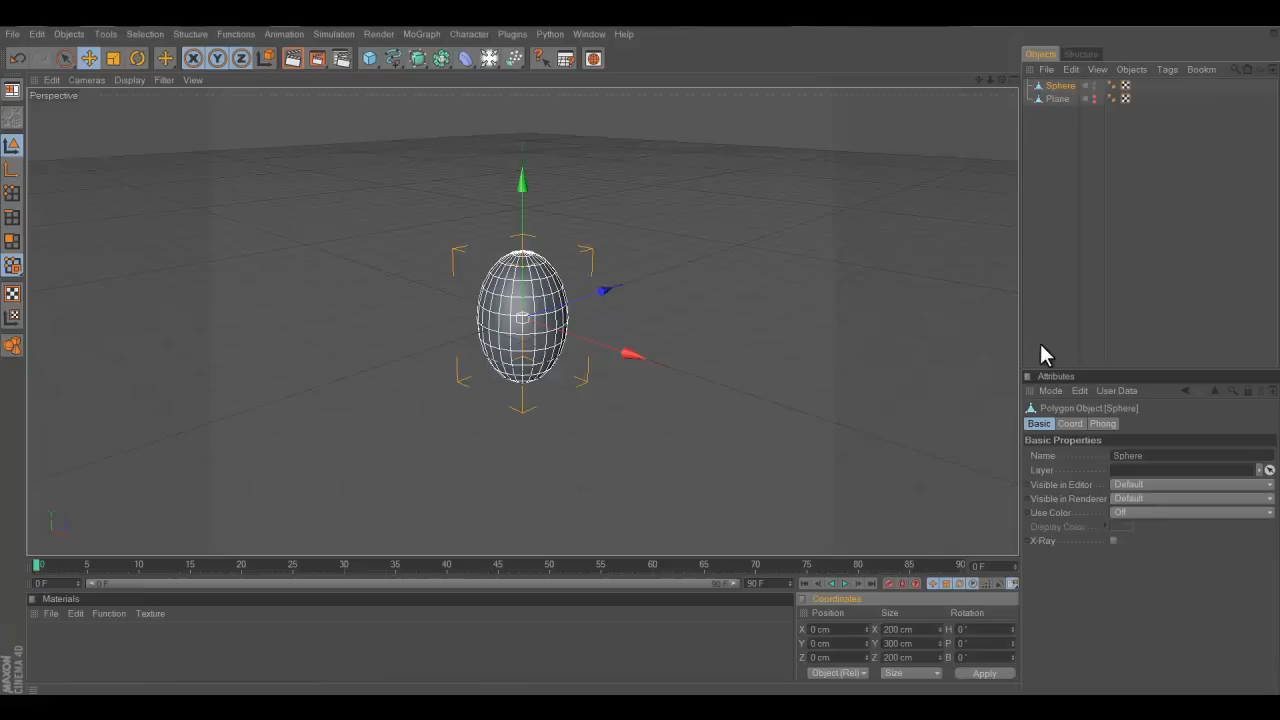 File Edit Objects Tools Selection Structure Functions Animation Simulation Render MoGraph Character Plugins Python Window Help
Objects Structure
File Edit View Objects Tags Bookm
Edit Cameras Display Filter View
Perspective
Sphere
Plane
X Y Z
Attributes
Mode Edit User Data
Polygon Object [Sphere]
Basic Coord. Phong
Basic Properties
Name Sphere
Layer
Visible in Editor Default
Visible in Renderer Default
Use Color Off
Display Color
X-Ray
Y
0 5 10 15 20 25 30 35 40 45 50 55 60 65 70 75 80 85 90 0 F
0 F 0 F 90 F 90 F
Materials
File Edit Function Texture
Coordinates
Position Size Rotation
X 0 cm X 200 cm H 0 °
Y 0 cm Y 300 cm P 0 °
Z 0 cm Z 200 cm B 0 °
Object (Rel) Size Apply
MAXON
CINEMA 4D